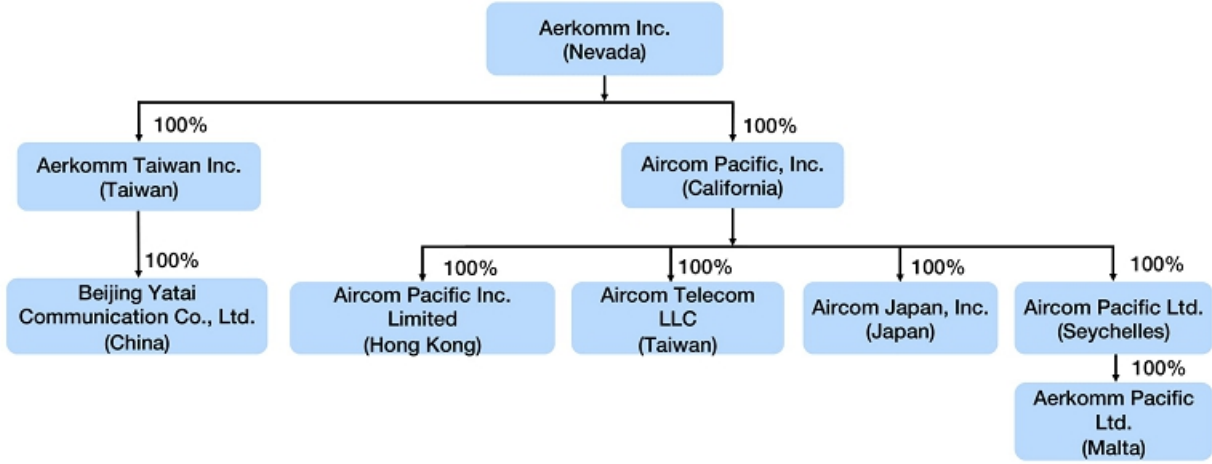 Aerkomm Inc.
(Nevada)
100%
100%
Aerkomm Taiwan Inc.
(Taiwan)
Aircom Pacific, Inc.
(California)
100%
100%
100%
100%
100%
Beijing Yatai
Communication Co., Ltd.
(China)
Aircom Pacific Inc.
Limited
(Hong Kong)
Aircom Telecom
LLC
(Taiwan)
Aircom Japan, Inc.
(Japan)
Aircom Pacific Ltd.
(Seychelles)
100%
Aerkomm Pacific
Ltd.
(Malta)